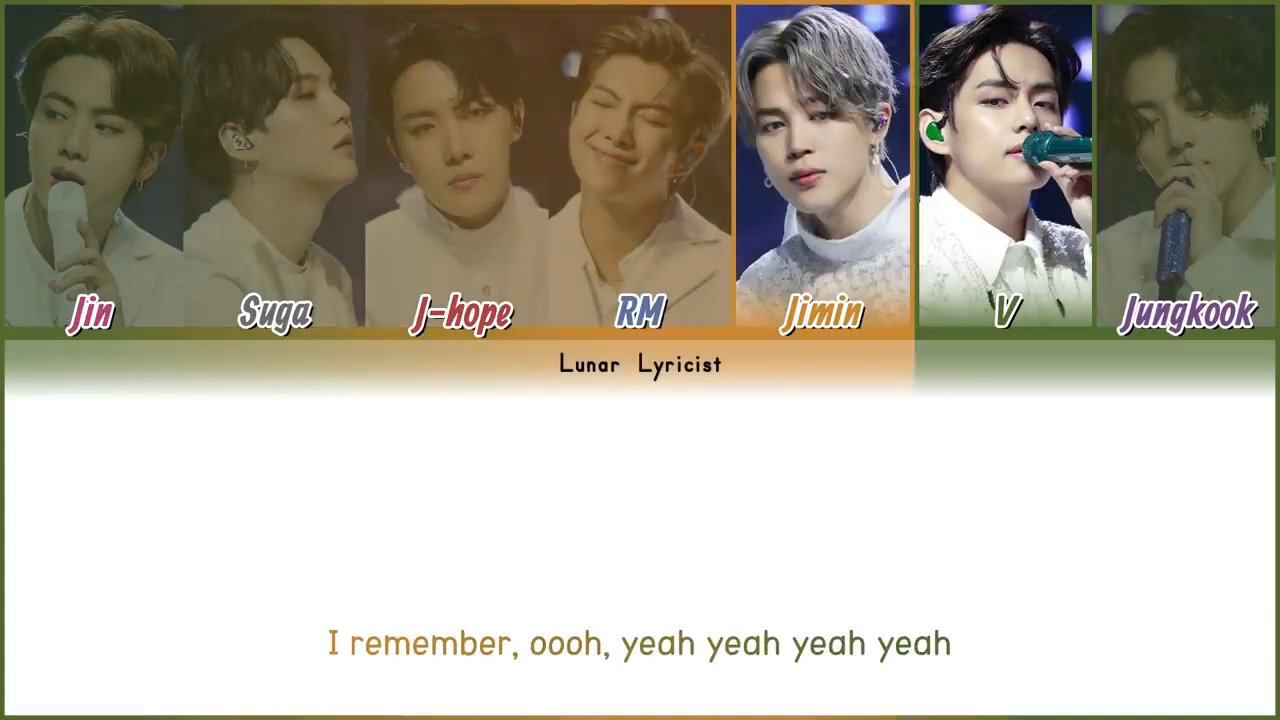 Jin Suga J-hope RM Jimin V Jungkook
Lunar Lyricist
I remember, oooh, yeah yeah yeah yeah